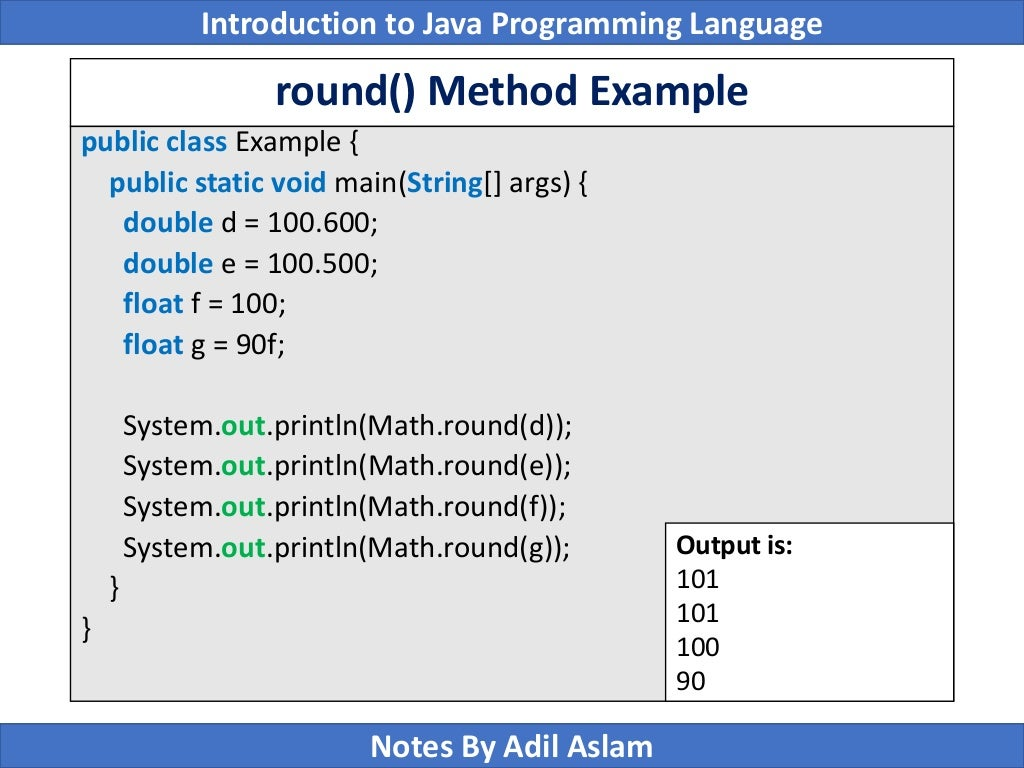 Introduction to Java Programming Language
round() Method Example
public class Example {
public static void main(String[] args) {
double d = 100.600;
double e = 100.500;
float f = 100;
float g = 90f;
System.out.println(Math.round(d));
System.out.println(Math.round(e));
System.out.println(Math.round(f));
System.out.println(Math.round(g));
}
}
Output is:
101
101
100
90
Notes By Adil Aslam